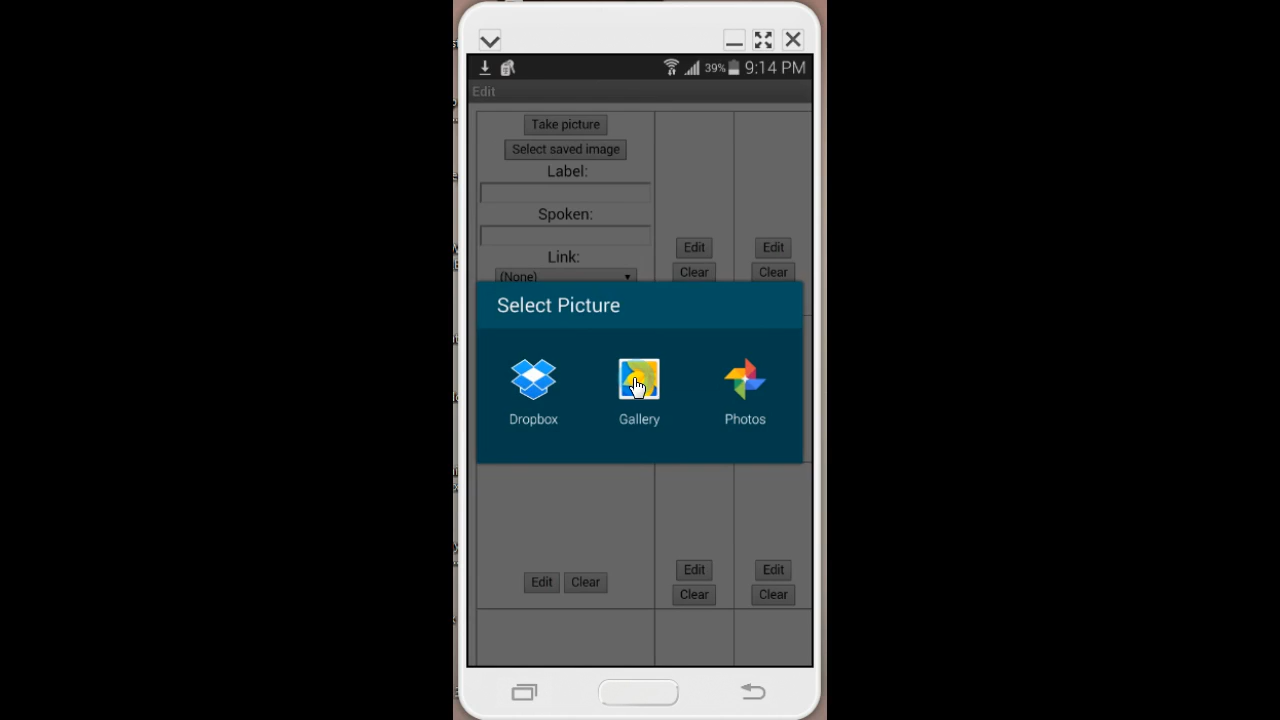 39% 9:14 PM
Edit
Take picture
Select saved image
Label:
Spoken:
Link:
(None)
Edit Edit
Clear Clear
Select Picture
Dropbox Gallery Photos
Edit Clear
Edit Edit
Clear Clear